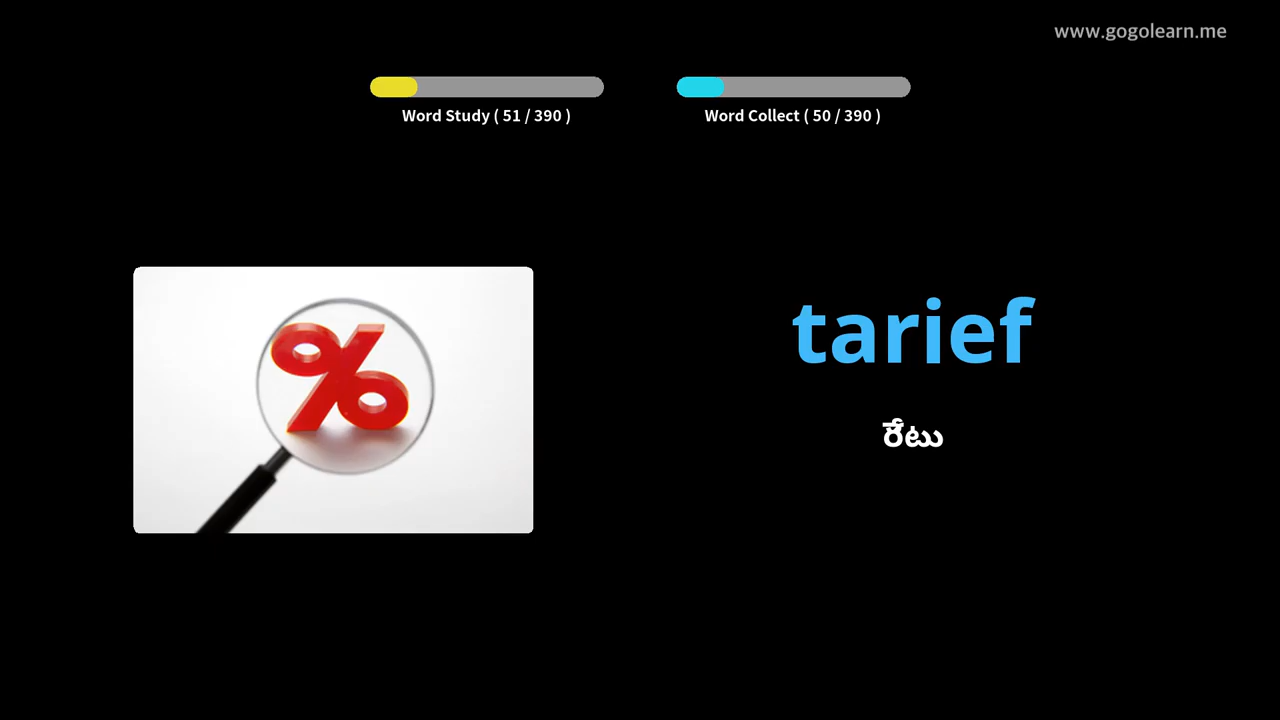 www.gogolearn.me
Word Study ( 51 / 390 )
Word Collect ( 50 / 390 )
%
tarief
రేటు